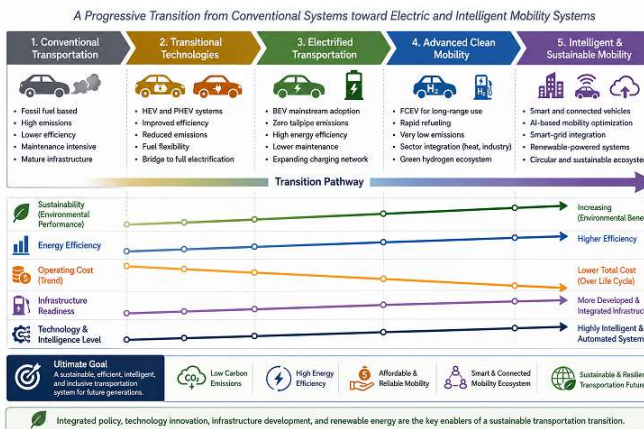 A Progressive Transition from Conventional Systems toward Electric and Intelligent Mobility Systems
1. Conventional
Transportation
2. Transitional
Technologies
3. Electrified
Transportation
4. Advanced Clean
Mobility
5. Intelligent &
Sustainable Mobility
H₂
H₂
• Fossil fuel based
• High emissions
• Lower efficiency
• Maintenance intensive
• Mature infrastructure
• HEV and PHEV systems
• Improved efficiency
• Reduced emissions
• Fuel flexibility
• Bridge to full electrification
• BEV mainstream adoption
• Zero tailpipe emissions
• High energy efficiency
• Lower maintenance
• Expanding charging network
• FCEV for long-range use
• Rapid refueling
• Very low emissions
• Sector integration (heat, industry)
• Green hydrogen ecosystem
• Smart and connected vehicles
• AI-based mobility optimization
• Smart-grid integration
• Renewable-powered systems
• Circular and sustainable ecosyste
Transition Pathway
Sustainability
(Environmental
Performance)
Increasing
(Environmental Bene
Energy Efficiency
Higher Efficiency
Operating Cost
(Trend)
Lower Total Cost
(Over Life Cycle)
Infrastructure
Readiness
More Developed &
Integrated Infrastruc
Technology &
Intelligence Level
Highly Intelligent &
Automated System
Ultimate Goal
A sustainable, efficient, intelligent,
and inclusive transportation
system for future generations.
CO₂
Low Carbon
Emissions
High Energy
Efficiency
Affordable &
Reliable Mobility
Smart & Connected
Mobility Ecosystem
Sustainable & Resilie
Transportation Future
Integrated policy, technology innovation, infrastructure development, and renewable energy are the key enablers of a sustainable transportation transition.